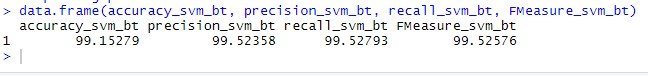 > data.frame(accuracy_svm_bt, precision_svm_bt, recall_svm_bt, FMeasure_svm_bt)
  accuracy_svm_bt precision_svm_bt recall_svm_bt FMeasure_svm_bt
1        99.15279         99.52358      99.52793        99.52576
>